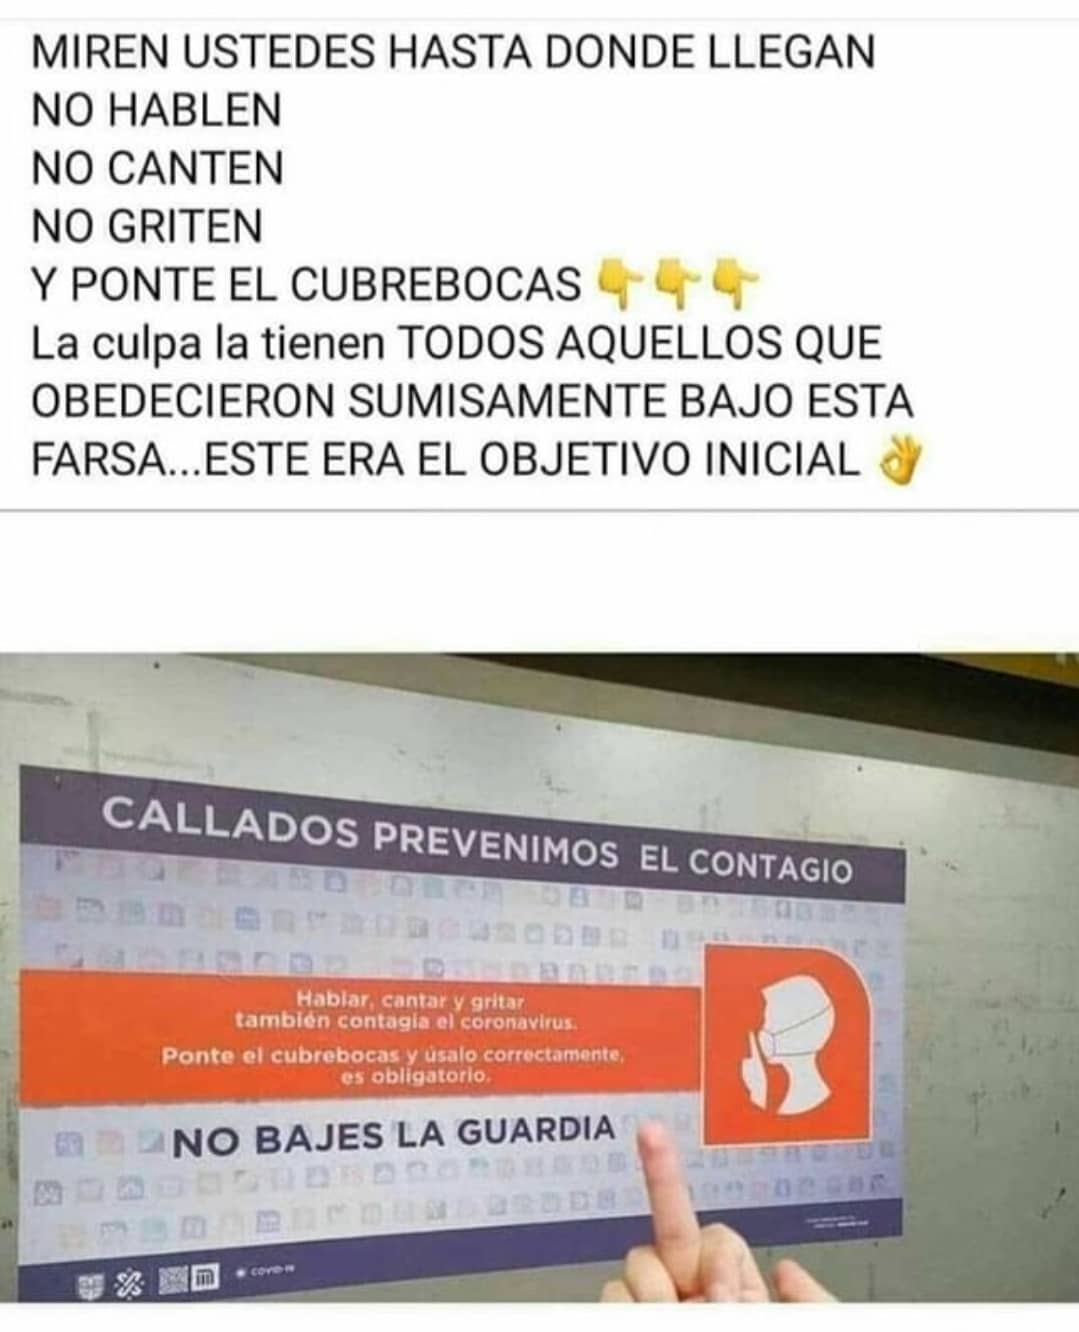 MIREN USTEDES HASTA DONDE LLEGAN
NO HABLEN
NO CANTEN
NO GRITEN
Y PONTE EL CUBREBOCAS 👇👇👇
La culpa la tienen TODOS AQUELLOS QUE
OBEDECIERON SUMISAMENTE BAJO ESTA
FARSA...ESTE ERA EL OBJETIVO INICIAL 👌
CALLADOS PREVENIMOS EL CONTAGIO
Hablar, cantar y gritar
también contagia el coronavirus.
Ponte el cubrebocas y úsalo correctamente,
es obligatorio.
NO BAJES LA GUARDIA